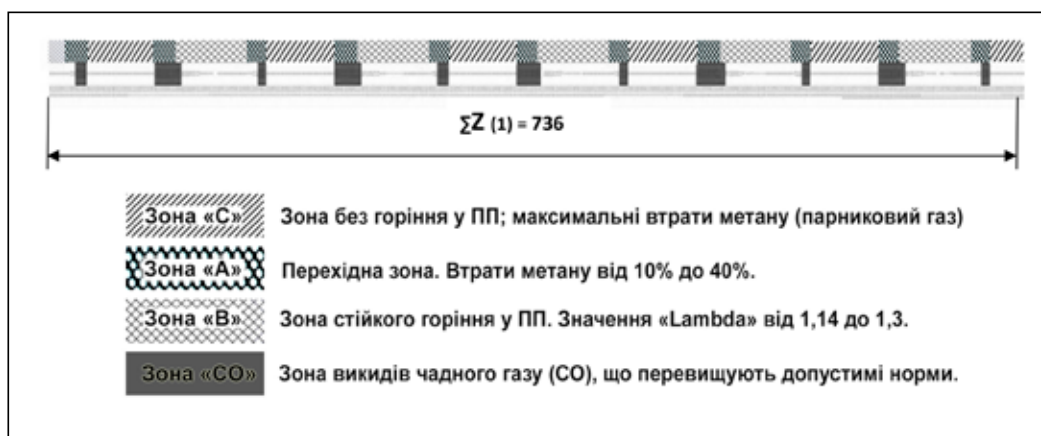 ∑Z (1) = 736
Зона «С» Зона без горіння у ПП; максимальні втрати метану (парниковий газ)
Зона «А» Перехідна зона. Втрати метану від 10% до 40%.
Зона «В» Зона стійкого горіння у ПП. Значення «Lambda» від 1,14 до 1,3.
Зона «СО» Зона викидів чадного газу (СО), що перевищують допустимі норми.